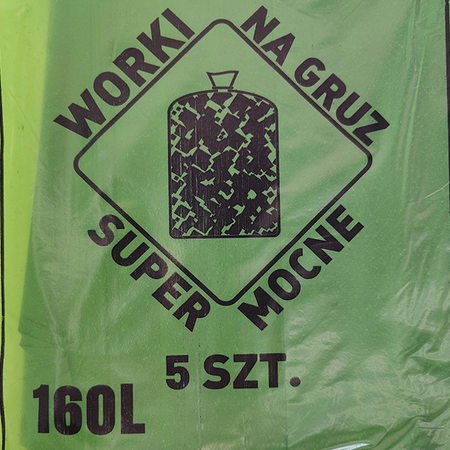 WORKI
NA GRUZ
SUPER
MOCNE
5 SZT.
160L